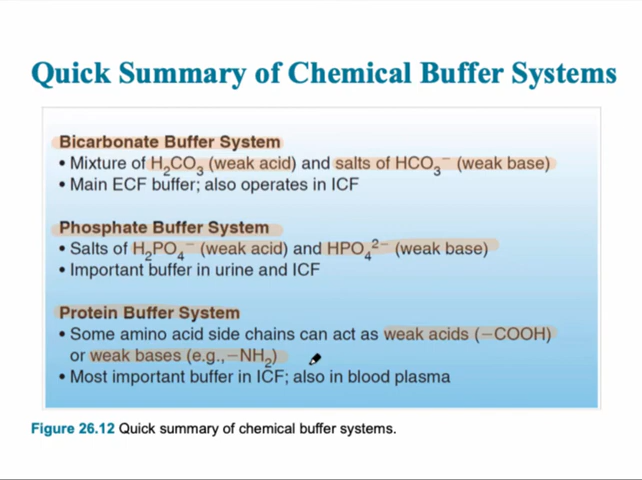 Quick Summary of Chemical Buffer Systems
Bicarbonate Buffer System
• Mixture of H₂CO₃ (weak acid) and salts of HCO₃⁻ (weak base)
• Main ECF buffer; also operates in ICF
Phosphate Buffer System
• Salts of H₂PO₄⁻ (weak acid) and HPO₄²⁻ (weak base)
• Important buffer in urine and ICF
Protein Buffer System
• Some amino acid side chains can act as weak acids (−COOH)
or weak bases (e.g.,−NH₂)
• Most important buffer in ICF; also in blood plasma
Figure 26.12 Quick summary of chemical buffer systems.